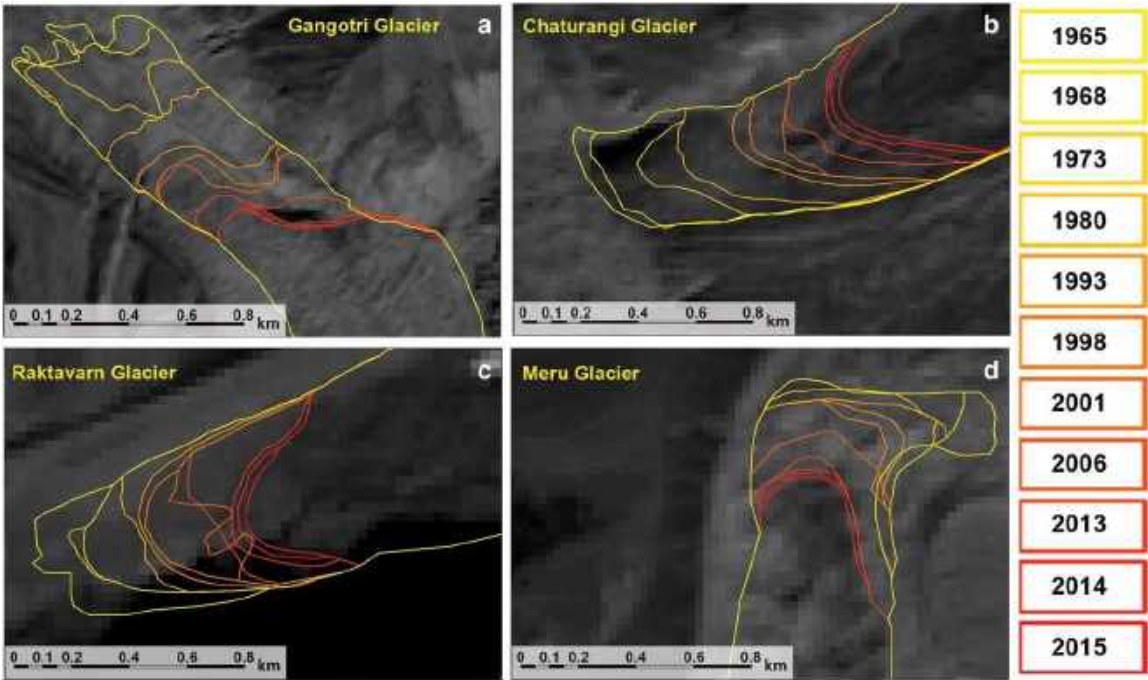 Gangotri Glacier a
0 0.1 0.2 0.4 0.6 0.8 km
Chaturangi Glacier b
0 0.1 0.2 0.4 0.6 0.8 km
Raktavarn Glacier c
0 0.1 0.2 0.4 0.6 0.8 km
Meru Glacier d
0 0.1 0.2 0.4 0.6 0.8 km
1965
1968
1973
1980
1993
1998
2001
2006
2013
2014
2015